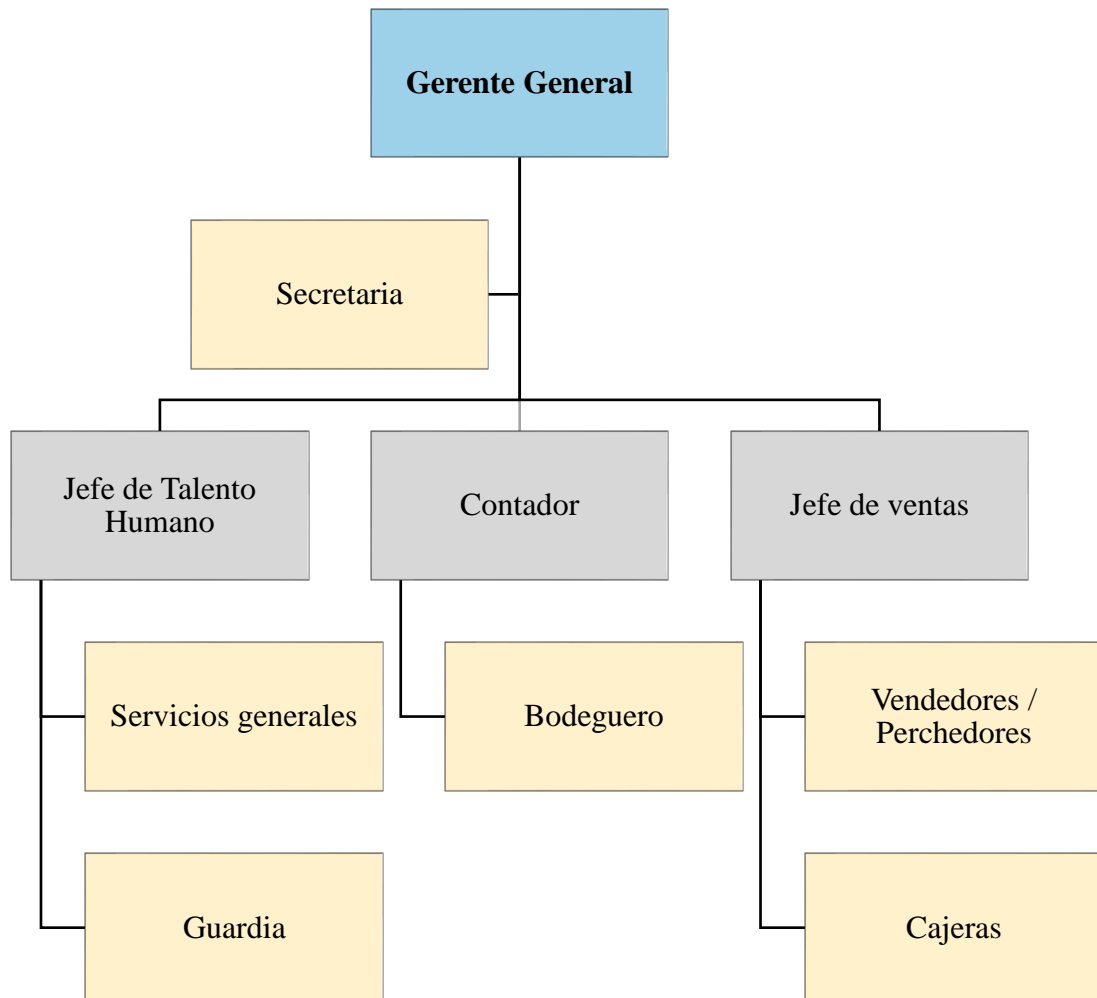 Gerente General
Secretaria
Jefe de Talento
Humano
Contador
Jefe de ventas
Servicios generales
Bodeguero
Vendedores /
Perchedores
Guardia
Cajeras